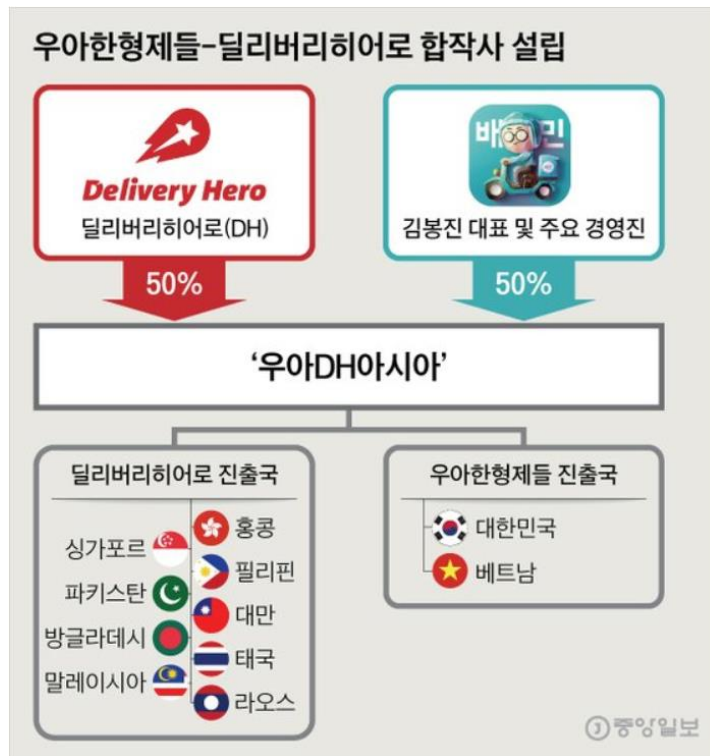 우아한형제들-딜리버리히어로 합작사 설립
Delivery Hero
딜리버리히어로(DH)
배민
김봉진 대표 및 주요 경영진
50%
50%
‘우아DH아시아’
딜리버리히어로 진출국
싱가포르
파키스탄
방글라데시
말레이시아
홍콩
필리핀
대만
태국
라오스
우아한형제들 진출국
대한민국
베트남
중앙일보